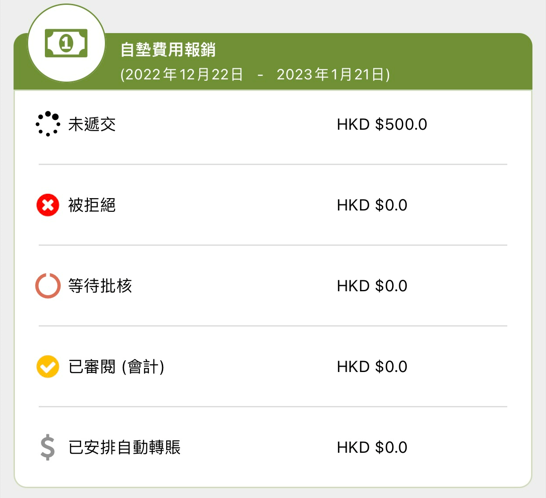 1
自墊費用報銷
(2022年12月22日 - 2023年1月21日)
未遞交 HKD $500.0
被拒絕 HKD $0.0
等待批核 HKD $0.0
已審閱 (會計) HKD $0.0
$ 已安排自動轉賬 HKD $0.0